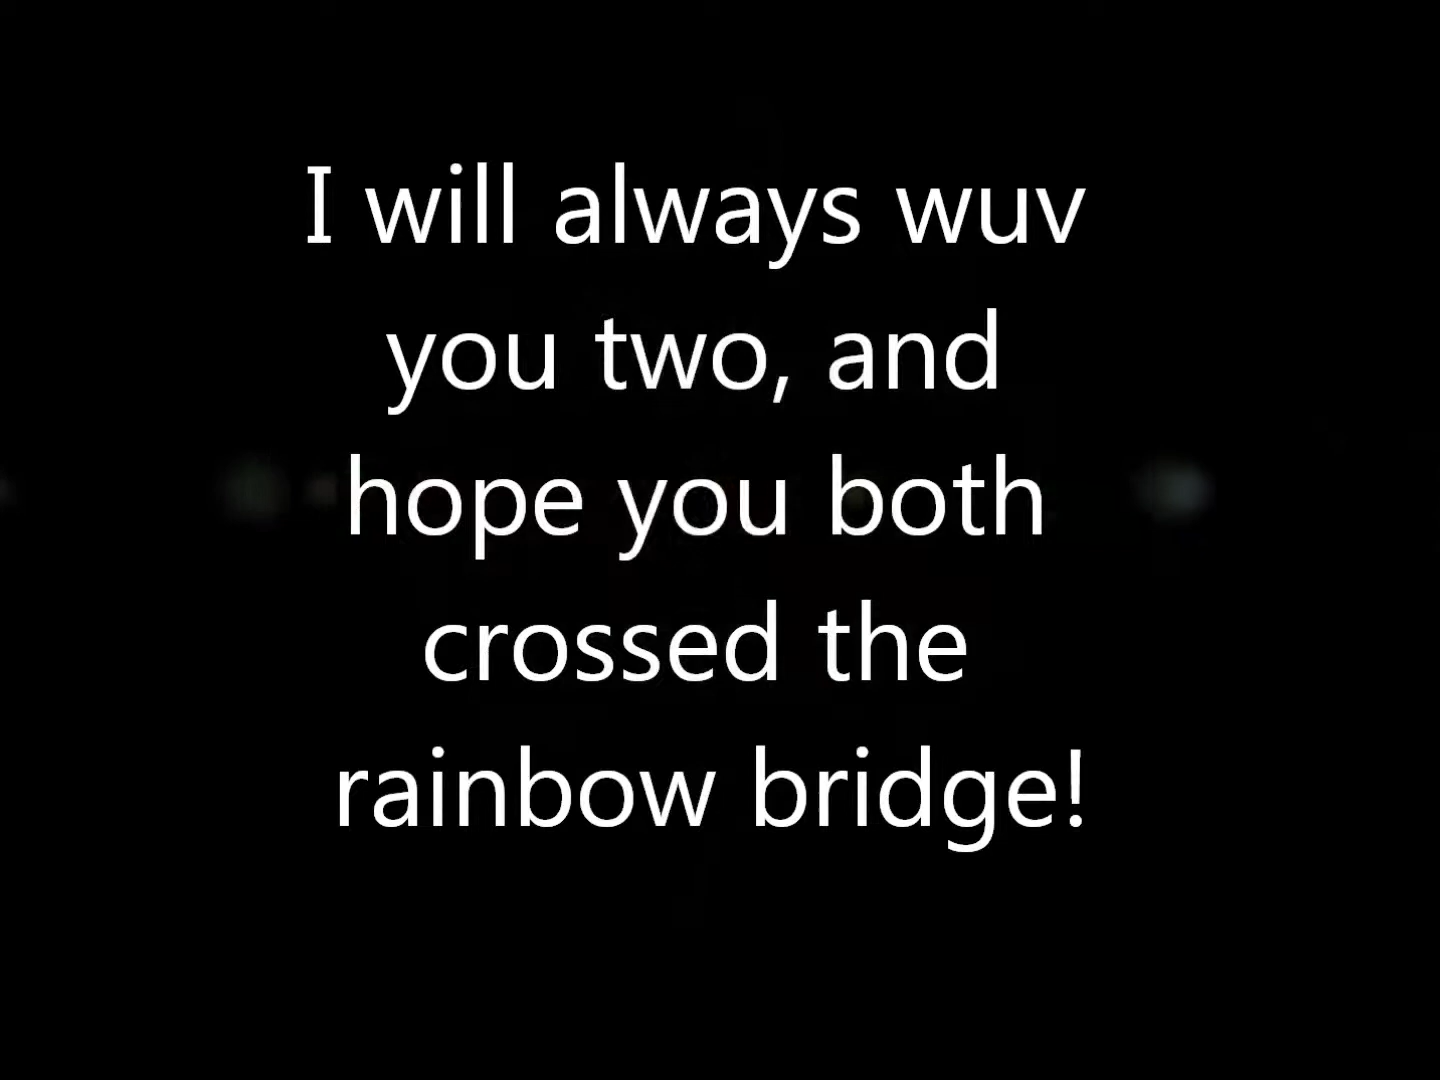 I will always wuv
you two, and
hope you both
crossed the
rainbow bridge!